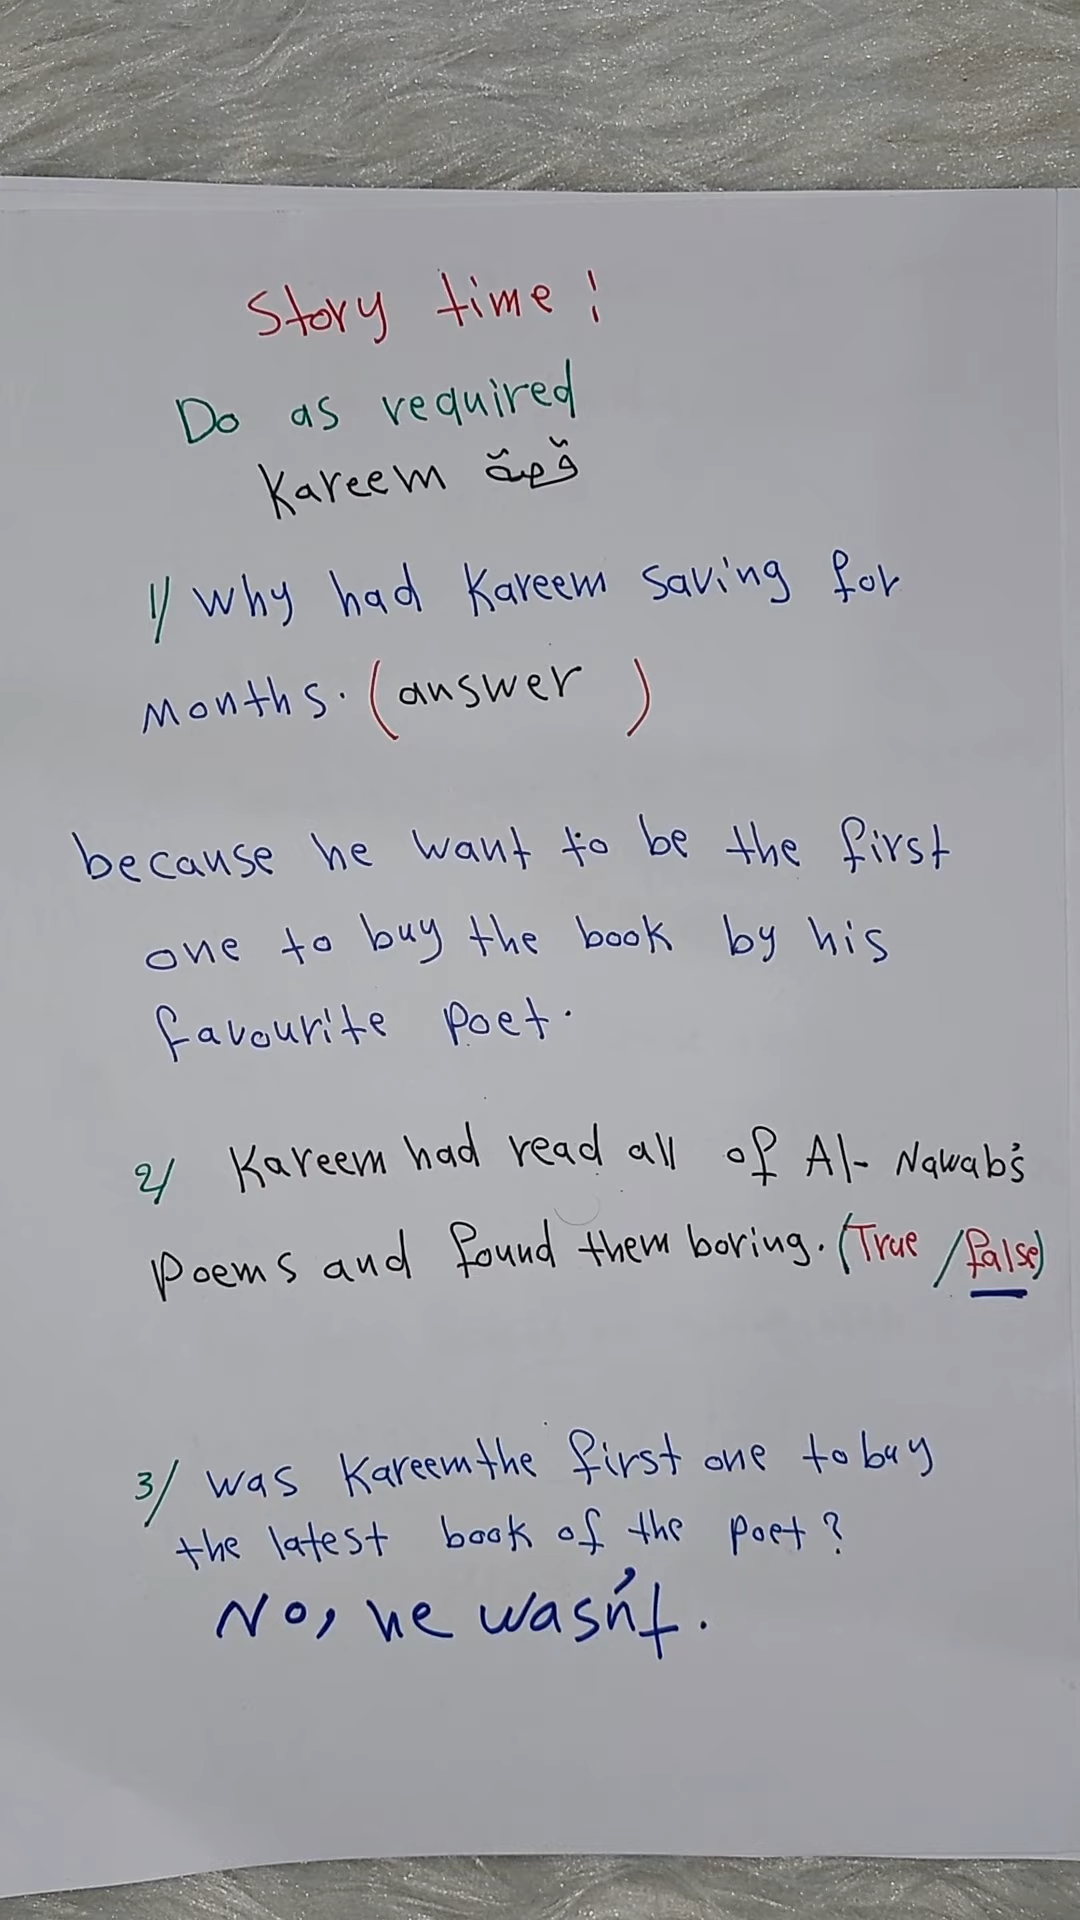 Story time :
Do as required
Kareem قصة
1/ Why had Kareem saving for
months. (answer )
because he want to be the first
one to buy the book by his
favourite poet.
2/ Kareem had read all of Al- Nawab's
poems and found them boring. (True / false)
3/ was Kareem the first one to buy
the latest book of the poet ?
No, he wasn't.